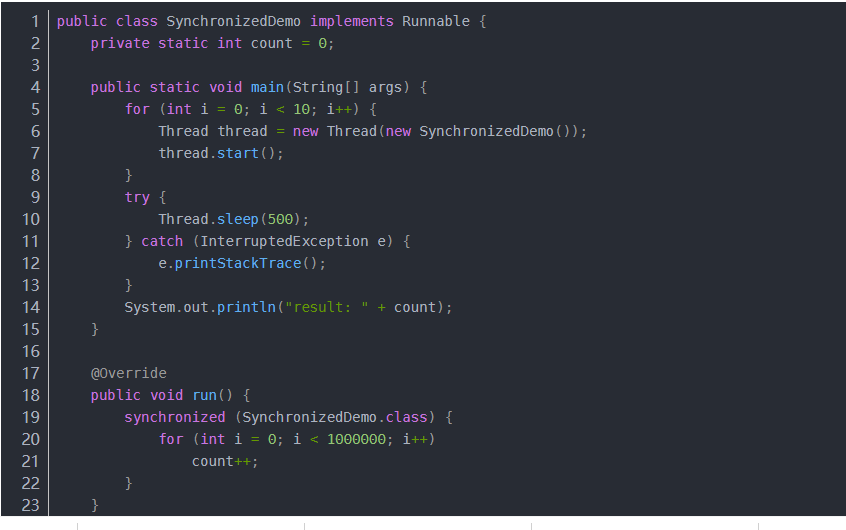 1 public class SynchronizedDemo implements Runnable {
2     private static int count = 0;
3
4     public static void main(String[] args) {
5         for (int i = 0; i < 10; i++) {
6             Thread thread = new Thread(new SynchronizedDemo());
7             thread.start();
8         }
9         try {
10             Thread.sleep(500);
11         } catch (InterruptedException e) {
12             e.printStackTrace();
13         }
14         System.out.println("result: " + count);
15     }
16
17     @Override
18     public void run() {
19         synchronized (SynchronizedDemo.class) {
20             for (int i = 0; i < 1000000; i++)
21                 count++;
22         }
23     }